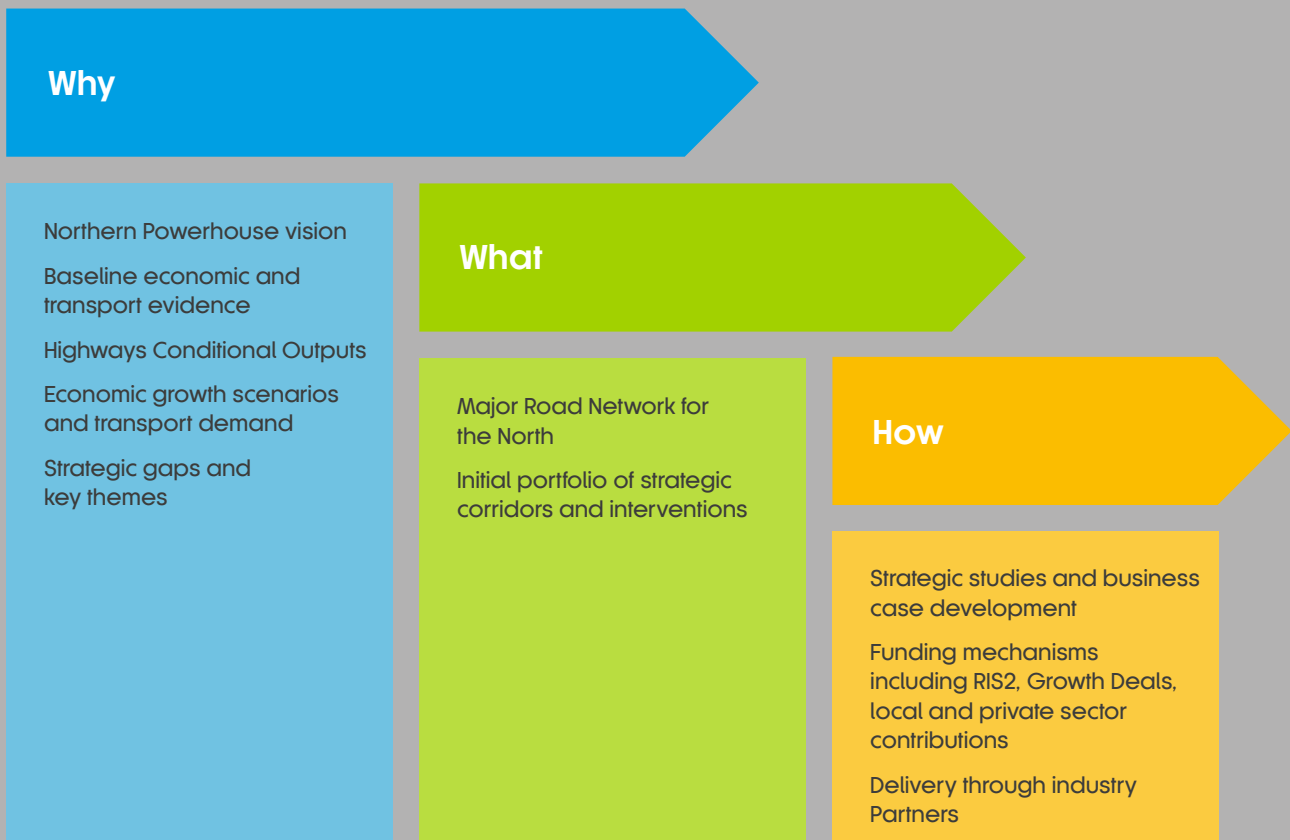 Why
Northern Powerhouse vision
Baseline economic and
transport evidence
Highways Conditional Outputs
Economic growth scenarios
and transport demand
Strategic gaps and
key themes
What
Major Road Network for
the North
Initial portfolio of strategic
corridors and interventions
How
Strategic studies and business
case development
Funding mechanisms
including RIS2, Growth Deals,
local and private sector
contributions
Delivery through industry
Partners